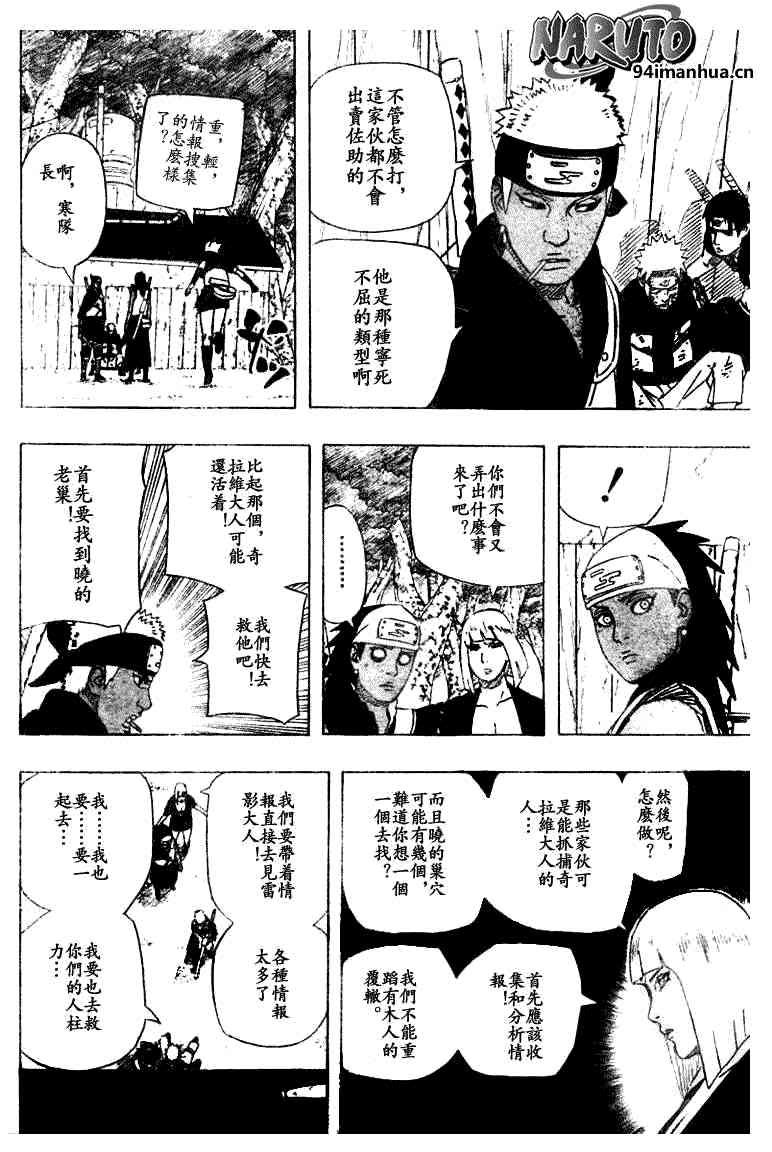 NARUTO
94imanhua.cn
不管怎麽打，
這家伙都不會
出賣佐助的
他是那種寧死
不屈的類型啊
重，輕，
情報搜集
的怎麽樣
了？
啊，寒隊
長
！
你們不會又
弄出什麽事
來了吧？
………
比起那個，奇
拉維大人可能
還活着！
我們快去
救他吧！
首先要找到曉的
老巢！
然後呢，
怎麽做？
那些家伙可
是能抓捕奇
拉維大人的
人…
而且曉的巢穴
可能有幾個，
難道你想一個
一個去找？
首先應該收
集和分析情
報！
我們不能重
蹈有木人的
覆轍。
我們要帶着情
報直接去見雷
影大人！
各種情報
太多了
我……我也
要……要一
起去…
我要也去救
你們的人柱
力…